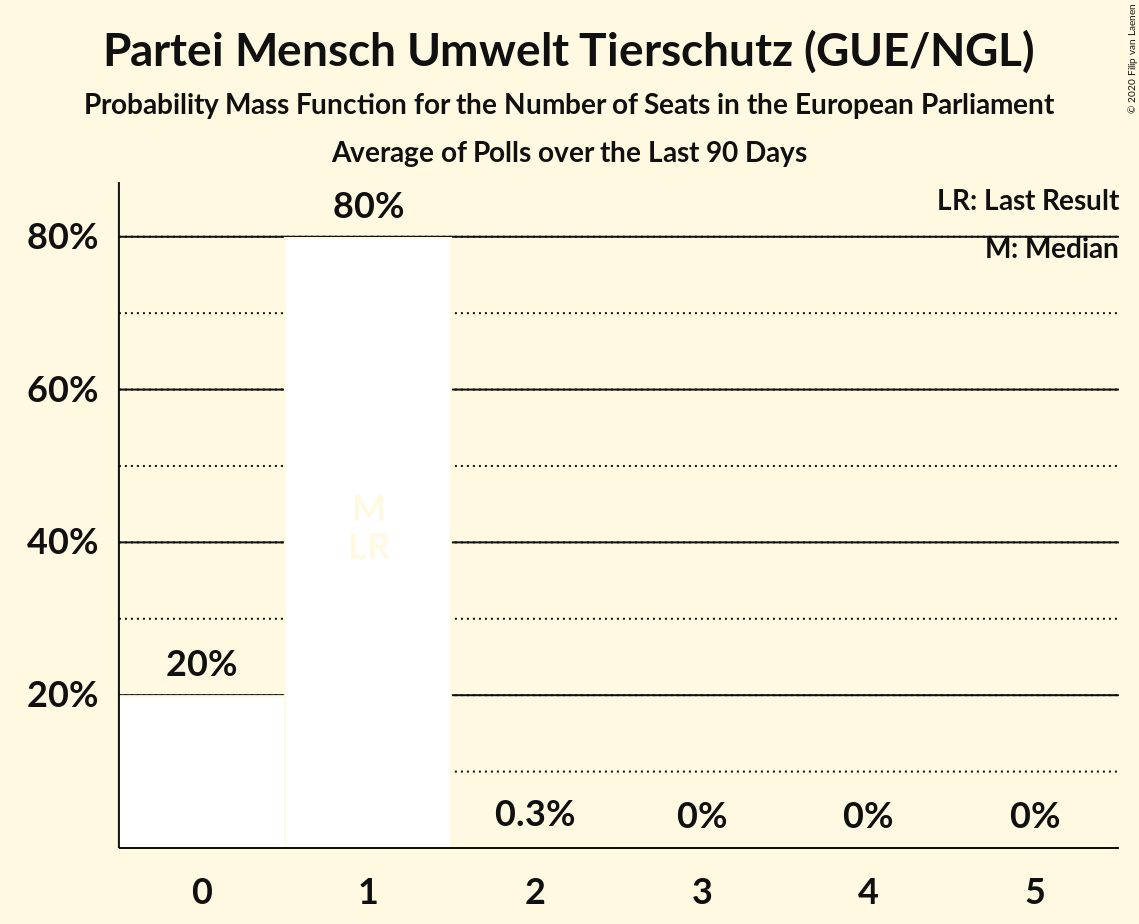 Partei Mensch Umwelt Tierschutz (GUE/NGL)
Probability Mass Function for the Number of Seats in the European Parliament
Average of Polls over the Last 90 Days
© 2020 Filip van Laenen
LR: Last Result
M: Median
80%
80%
60%
40%
20%
M
LR
20%
0.3%
0%
0%
0%
0
1
2
3
4
5